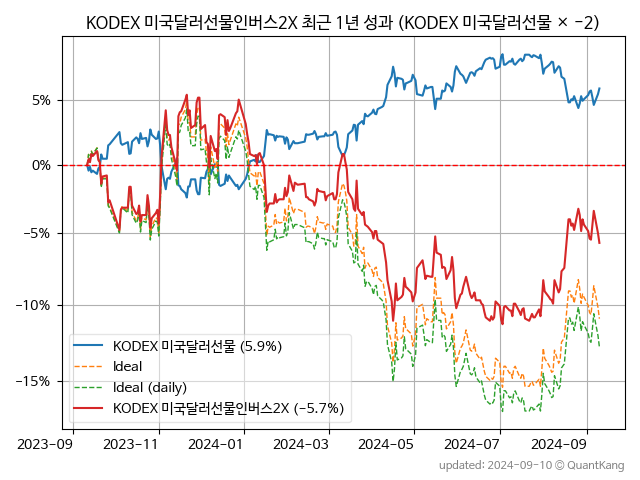 KODEX 미국달러선물인버스2X 최근 1년 성과 (KODEX 미국달러선물 × −2)
5%
0%
−5%
−10%
−15%
KODEX 미국달러선물 (5.9%)
Ideal
Ideal (daily)
KODEX 미국달러선물인버스2X (−5.7%)
2023-09 2023-11 2024-01 2024-03 2024-05 2024-07 2024-09
updated: 2024-09-10 © QuantKang